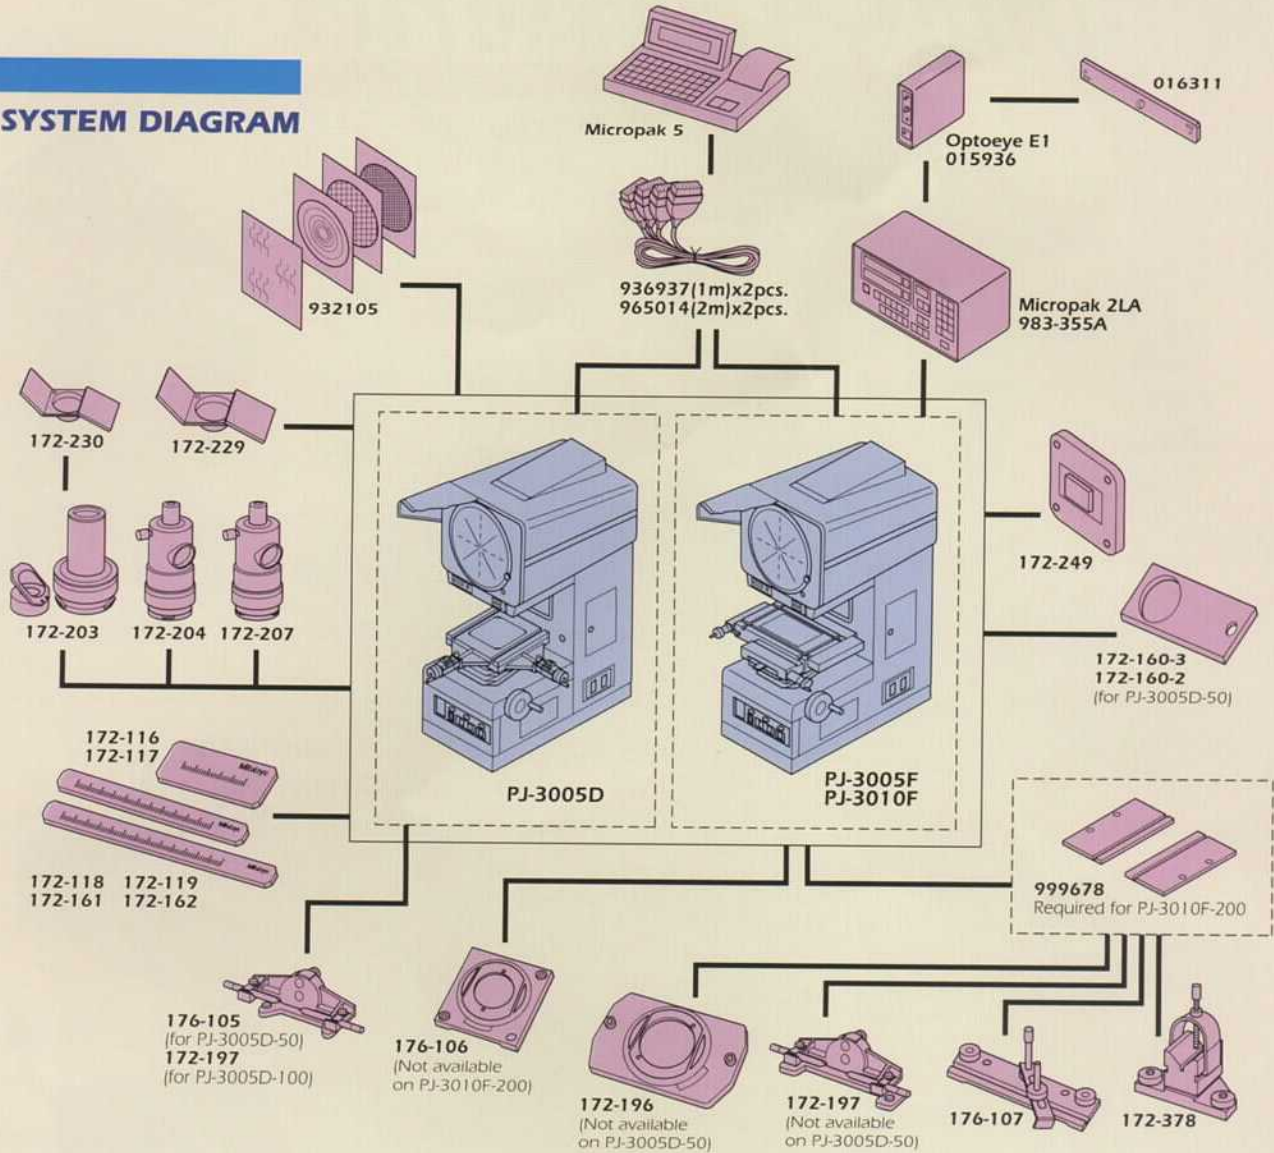 SYSTEM DIAGRAM
Micropak 5
016311
Optoeye E1
015936
932105
936937(1m)x2pcs.
965014(2m)x2pcs.
Micropak 2LA
983-355A
172-230
172-229
172-203
172-204
172-207
172-249
172-160-3
172-160-2
(for PJ-3005D-50)
172-116
172-117
Mitutoyo
Mitutoyo
Mitutoyo
172-118 172-119
172-161 172-162
PJ-3005D
PJ-3005F
PJ-3010F
999678
Required for PJ-3010F-200
176-105
(for PJ-3005D-50)
172-197
(for PJ-3005D-100)
176-106
(Not available
on PJ-3010F-200)
172-196
(Not available
on PJ-3005D-50)
172-197
(Not available
on PJ-3005D-50)
176-107
172-378